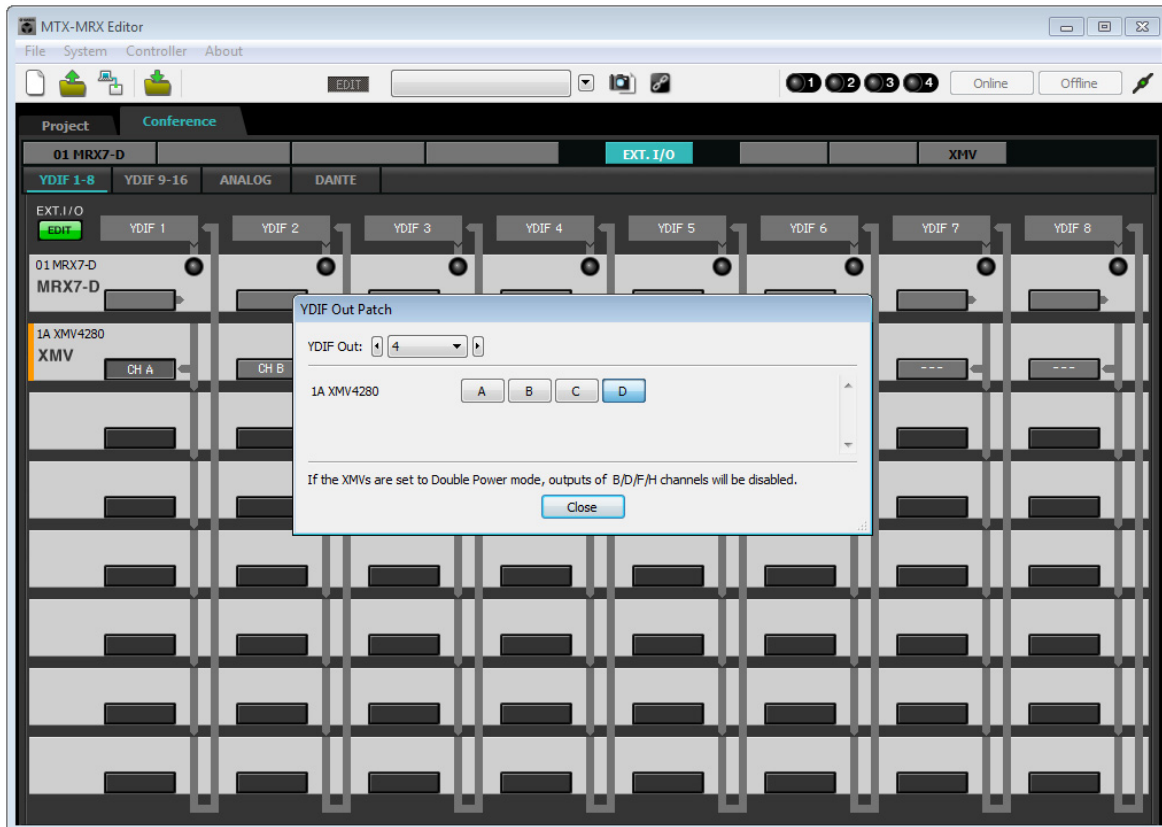 MTX-MRX Editor
File System Controller About
EDIT 1 2 3 4 Online Offline
Project Conference
01 MRX7-D EXT. I/O XMV
YDIF 1-8 YDIF 9-16 ANALOG DANTE
EXT.I/O
EDIT YDIF 1 YDIF 2 YDIF 3 YDIF 4 YDIF 5 YDIF 6 YDIF 7 YDIF 8
01 MRX7-D
MRX7-D
YDIF Out Patch
1A XMV4280
XMV
CH A CH B --- ---
YDIF Out: 4
1A XMV4280 A B C D
If the XMVs are set to Double Power mode, outputs of B/D/F/H channels will be disabled.
Close